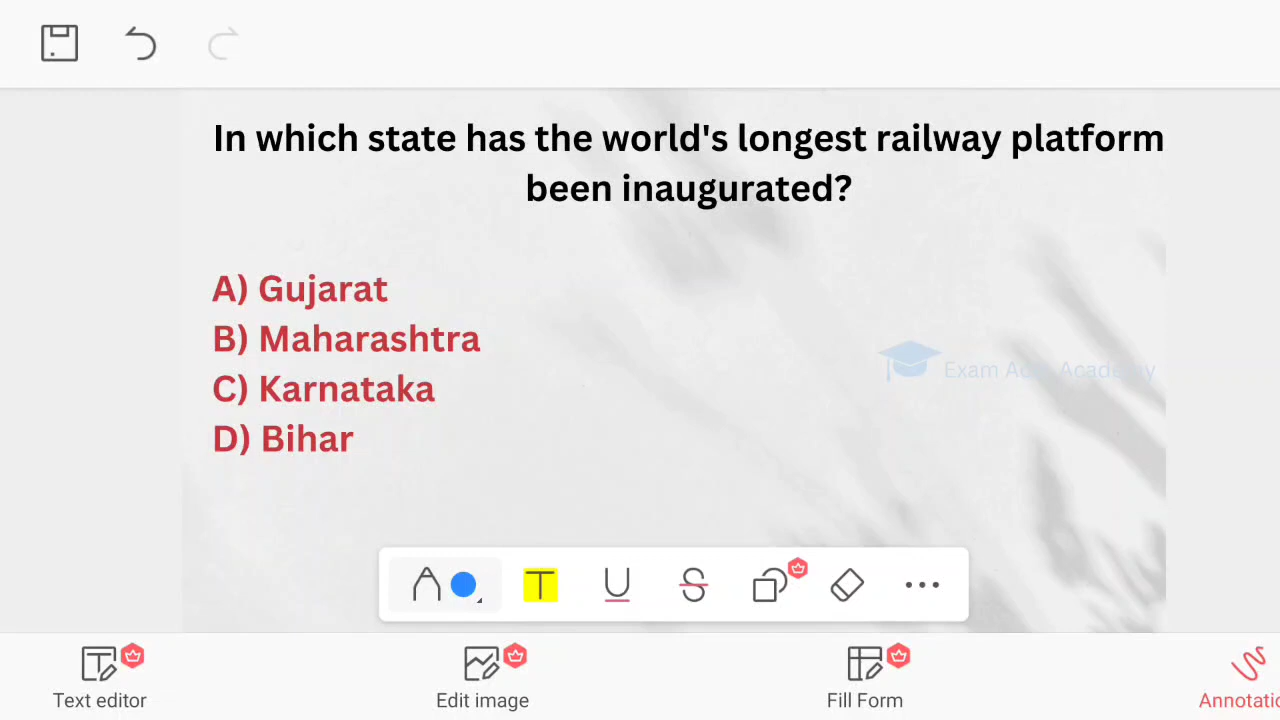 In which state has the world's longest railway platform
been inaugurated?
A) Gujarat
B) Maharashtra
C) Karnataka
D) Bihar
Exam Adda Academy
Text editor
Edit image
Fill Form
Annotatio